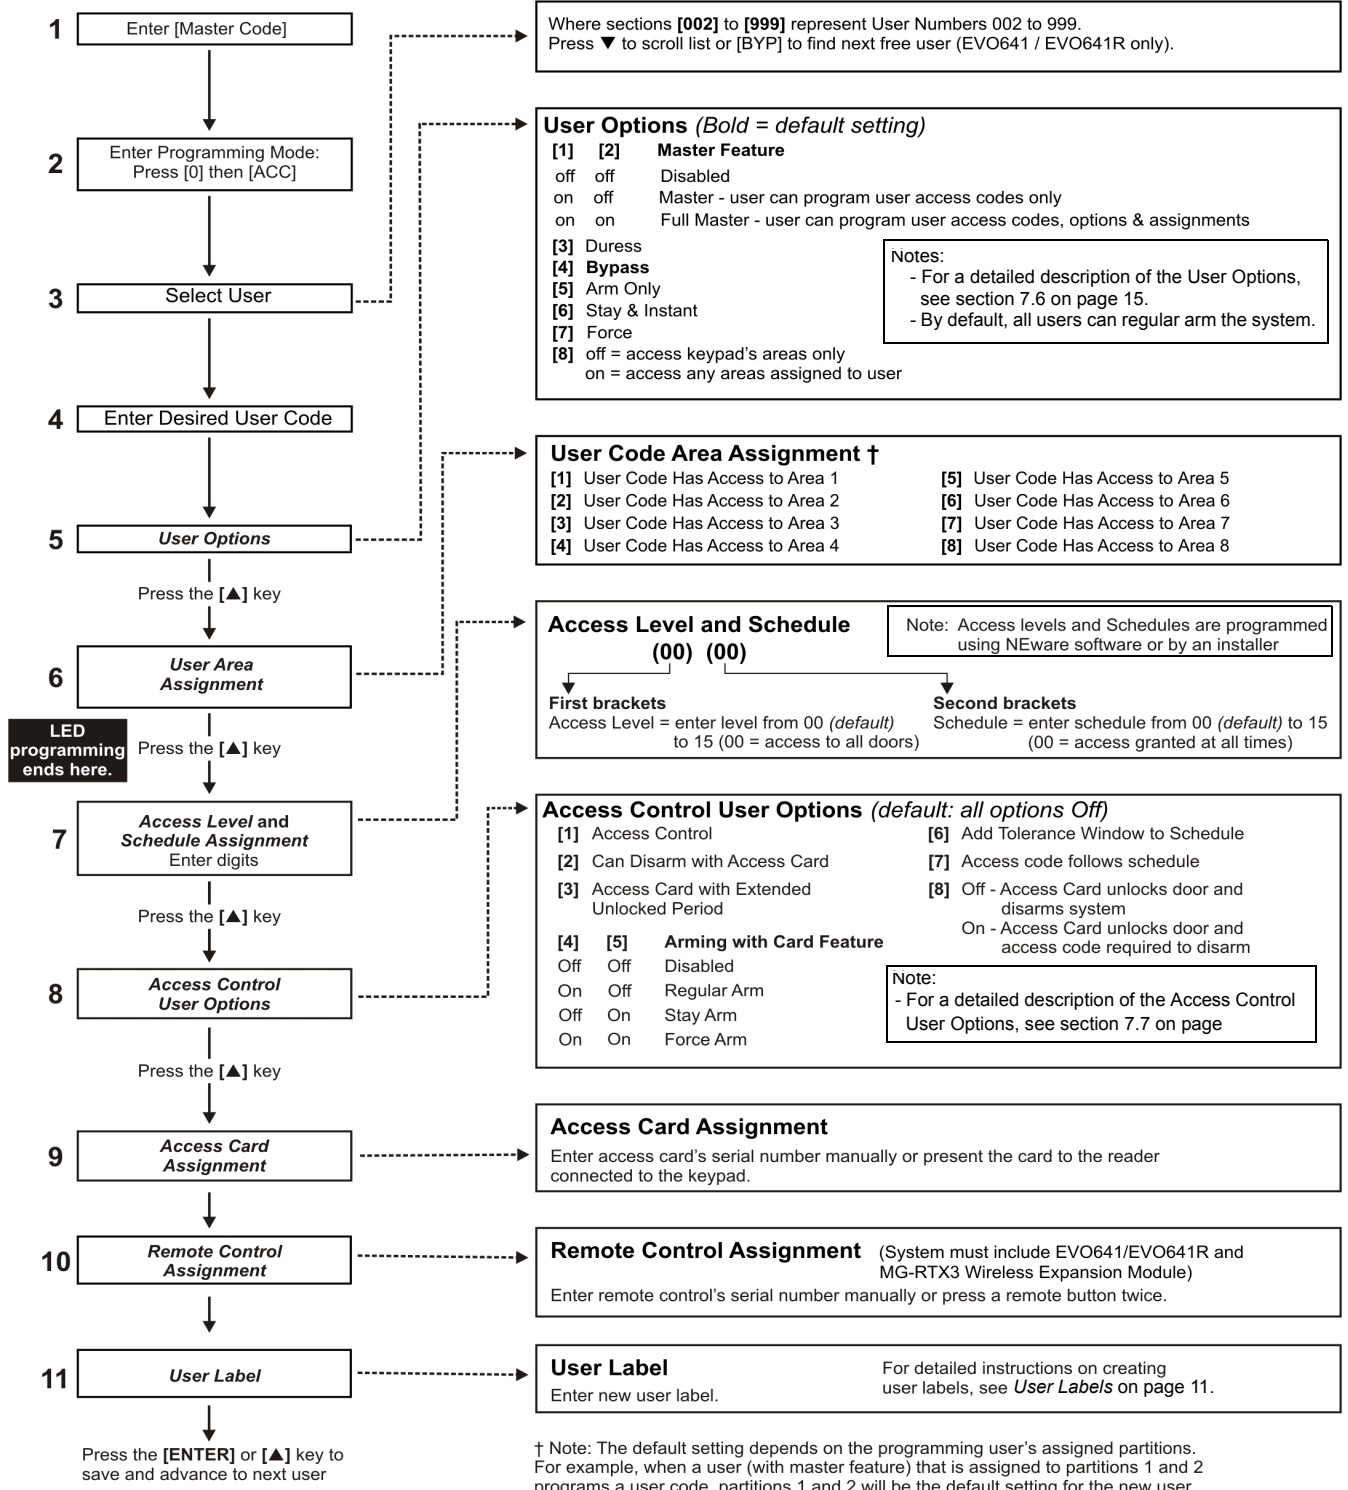 1
Enter [Master Code]
2
Enter Programming Mode:
Press [0] then [ACC]
3
Select User
4
Enter Desired User Code
5
User Options
Press the [▲] key
6
User Area
Assignment
LED
programming
ends here.
Press the [▲] key
7
Access Level and
Schedule Assignment
Enter digits
Press the [▲] key
8
Access Control
User Options
Press the [▲] key
9
Access Card
Assignment
10
Remote Control
Assignment
11
User Label
Press the [ENTER] or [▲] key to
save and advance to next user
Where sections [002] to [999] represent User Numbers 002 to 999.
Press ▼ to scroll list or [BYP] to find next free user (EVO641 / EVO641R only).
User Options (Bold = default setting)
[1] [2] Master Feature
off off Disabled
on off Master - user can program user access codes only
on on Full Master - user can program user access codes, options & assignments
[3] Duress
[4] Bypass
[5] Arm Only
[6] Stay & Instant
[7] Force
[8] off = access keypad's areas only
on = access any areas assigned to user
Notes:
- For a detailed description of the User Options,
see section 7.6 on page 15.
- By default, all users can regular arm the system.
User Code Area Assignment †
[1] User Code Has Access to Area 1
[2] User Code Has Access to Area 2
[3] User Code Has Access to Area 3
[4] User Code Has Access to Area 4
[5] User Code Has Access to Area 5
[6] User Code Has Access to Area 6
[7] User Code Has Access to Area 7
[8] User Code Has Access to Area 8
Access Level and Schedule
(00) (00)
Note: Access levels and Schedules are programmed
using NEware software or by an installer
First brackets
Access Level = enter level from 00 (default)
to 15 (00 = access to all doors)
Second brackets
Schedule = enter schedule from 00 (default) to 15
(00 = access granted at all times)
Access Control User Options (default: all options Off)
[1] Access Control
[2] Can Disarm with Access Card
[3] Access Card with Extended
Unlocked Period
[4] [5] Arming with Card Feature
Off Off Disabled
On Off Regular Arm
Off On Stay Arm
On On Force Arm
[6] Add Tolerance Window to Schedule
[7] Access code follows schedule
[8] Off - Access Card unlocks door and
disarms system
On - Access Card unlocks door and
access code required to disarm
Note:
- For a detailed description of the Access Control
User Options, see section 7.7 on page
Access Card Assignment
Enter access card's serial number manually or present the card to the reader
connected to the keypad.
Remote Control Assignment (System must include EVO641/EVO641R and
MG-RTX3 Wireless Expansion Module)
Enter remote control's serial number manually or press a remote button twice.
User Label
Enter new user label.
For detailed instructions on creating
user labels, see User Labels on page 11.
† Note: The default setting depends on the programming user's assigned partitions.
For example, when a user (with master feature) that is assigned to partitions 1 and 2
programs a user code, partitions 1 and 2 will be the default setting for the new user